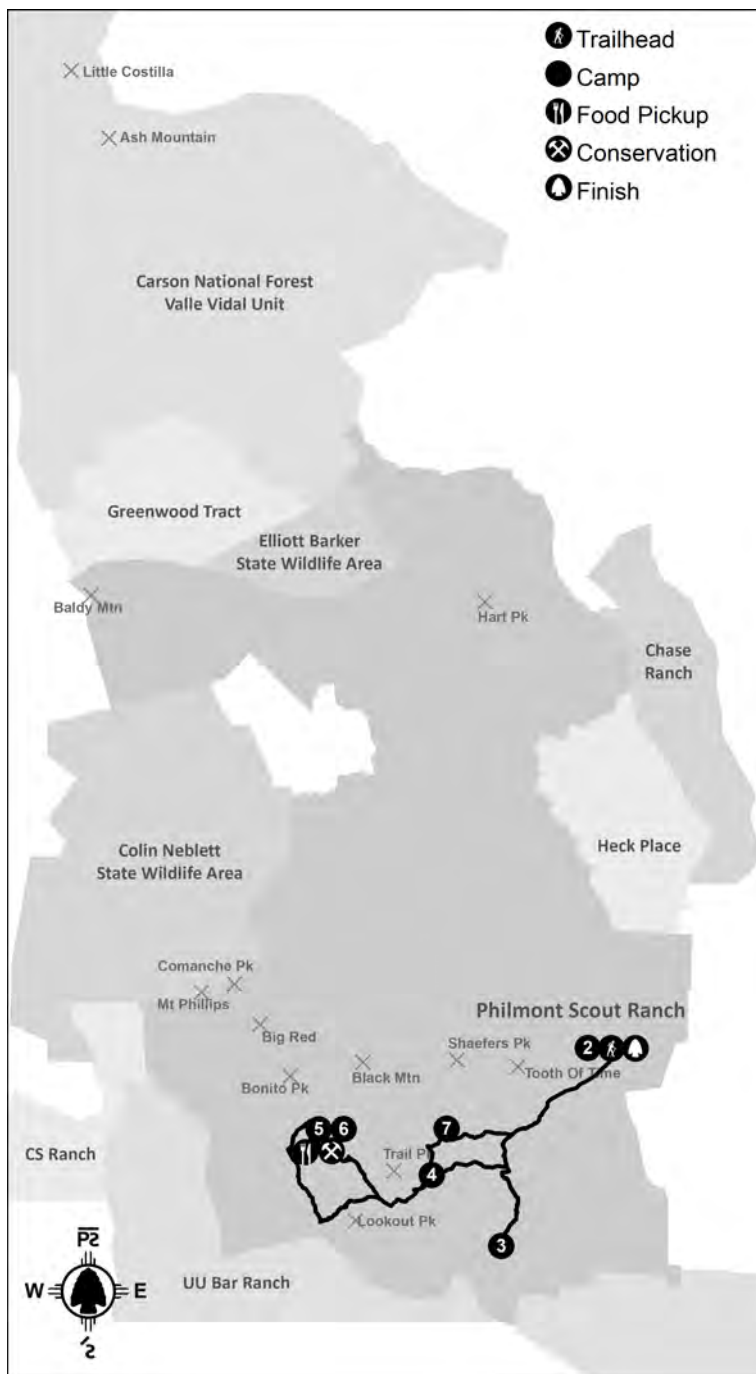 Trailhead
Camp
Food Pickup
Conservation
Finish
Little Costilla
Ash Mountain
Carson National Forest
Valle Vidal Unit
Greenwood Tract
Elliott Barker
State Wildlife Area
Baldy Mtn
Hart Pk
Chase
Ranch
Heck Place
Colin Neblett
State Wildlife Area
Comanche Pk
Mt Phillips
Big Red
Bonito Pk
Black Mtn
Shaefers Pk
Philmont Scout Ranch
Tooth Of Time
2
5
6
7
Trail P
4
CS Ranch
Lookout Pk
3
UU Bar Ranch
W
E